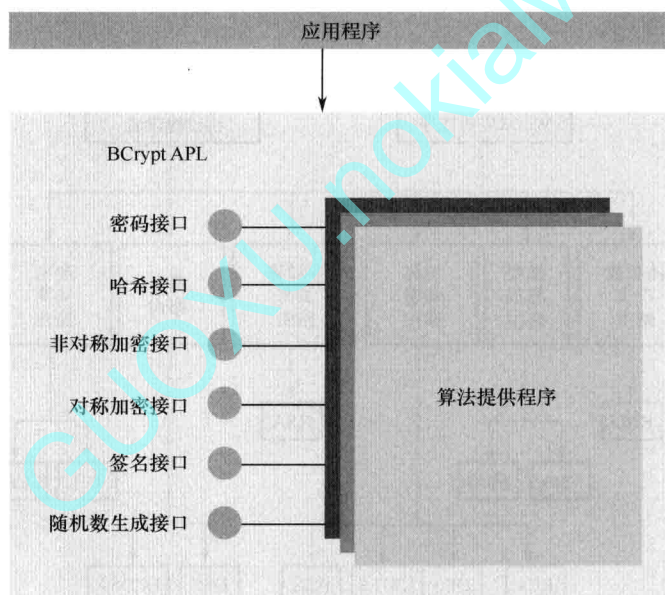 应用程序
BCrypt APL
密码接口
哈希接口
非对称加密接口
对称加密接口
签名接口
随机数生成接口
算法提供程序
GUOXU.nokiaM